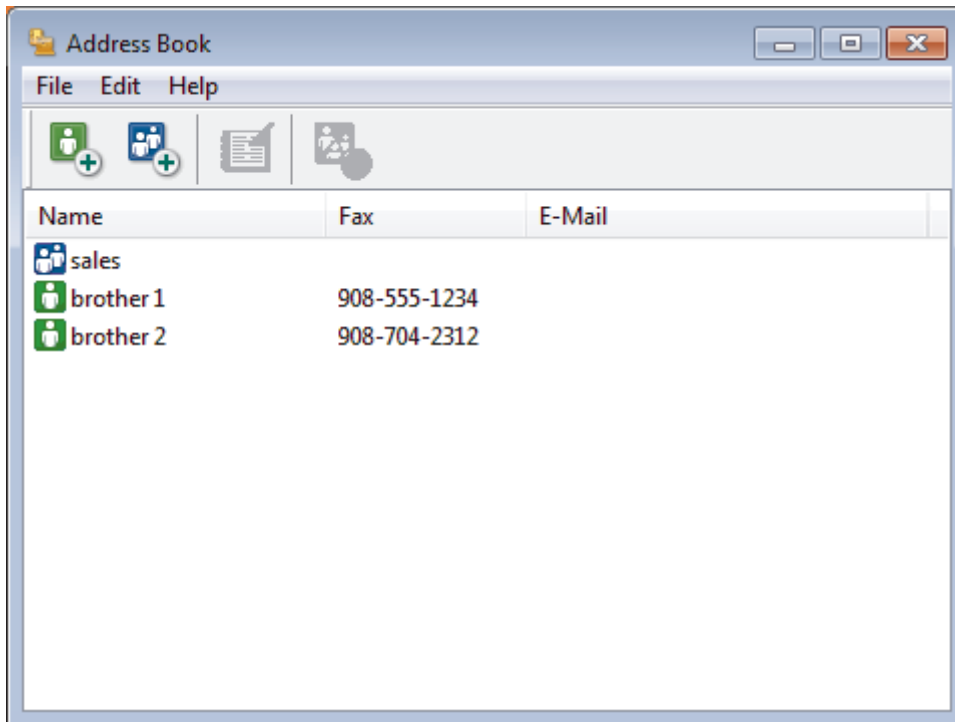 Address Book
File Edit Help
Name Fax E-Mail
sales
brother 1 908-555-1234
brother 2 908-704-2312